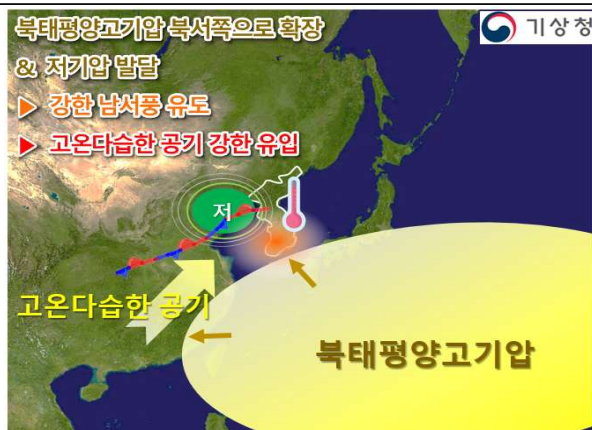 북태평양고기압 북서쪽으로 확장
기상청
& 저기압 발달
▶ 강한 남서풍 유도
▶ 고온다습한 공기 강한 유입
저
고온다습한 공기
북태평양고기압